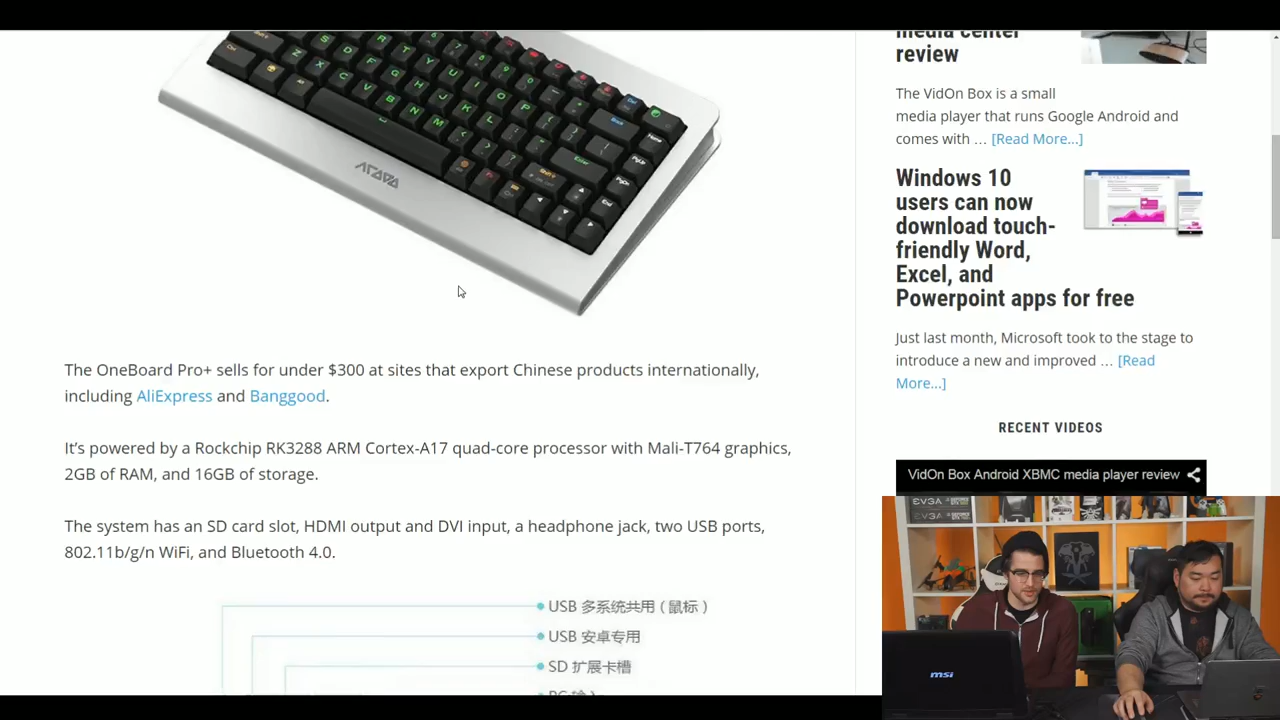 The OneBoard Pro+ sells for under $300 at sites that export Chinese products internationally,
including AliExpress and Banggood.
It's powered by a Rockchip RK3288 ARM Cortex-A17 quad-core processor with Mali-T764 graphics,
2GB of RAM, and 16GB of storage.
The system has an SD card slot, HDMI output and DVI input, a headphone jack, two USB ports,
802.11b/g/n WiFi, and Bluetooth 4.0.
USB 多系统共用 ( 鼠标 )
USB 安卓专用
SD 扩展卡槽
media center
review
The VidOn Box is a small
media player that runs Google Android and
comes with … [Read More...]
Windows 10
users can now
download touch-
friendly Word,
Excel, and
Powerpoint apps for free
Just last month, Microsoft took to the stage to
introduce a new and improved … [Read
More...]
RECENT VIDEOS
VidOn Box Android XBMC media player review
EVGA
msi